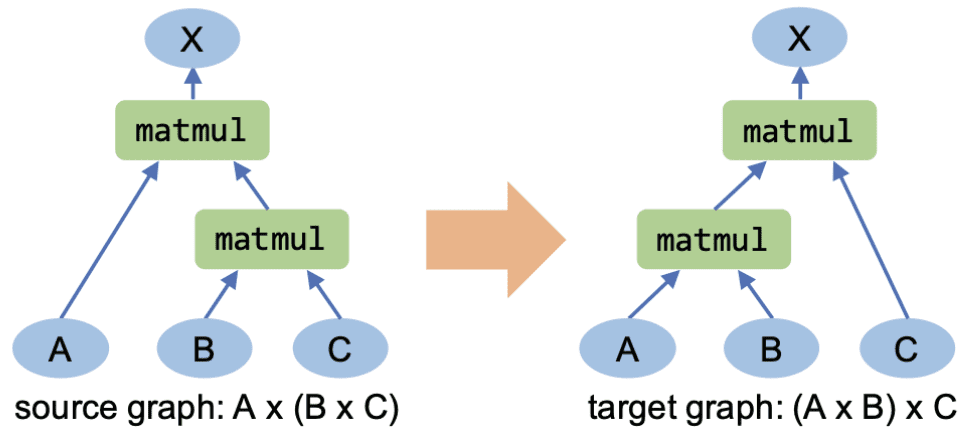 X X
matmul matmul
matmul matmul
A B C A B C
source graph: A x (B x C) target graph: (A x B) x C